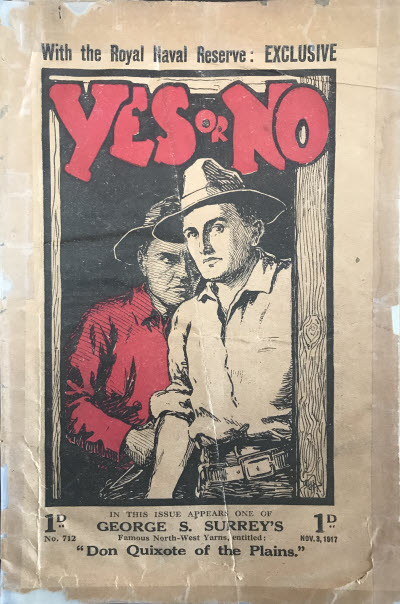 With the Royal Naval Reserve: EXCLUSIVE
YES OR NO
IN THIS ISSUE APPEARS ONE OF
1D GEORGE S. SURREY'S 1D
No. 712 Famous North-West Yarns, entitled: NOV. 3, 1917
"Don Quixote of the Plains."